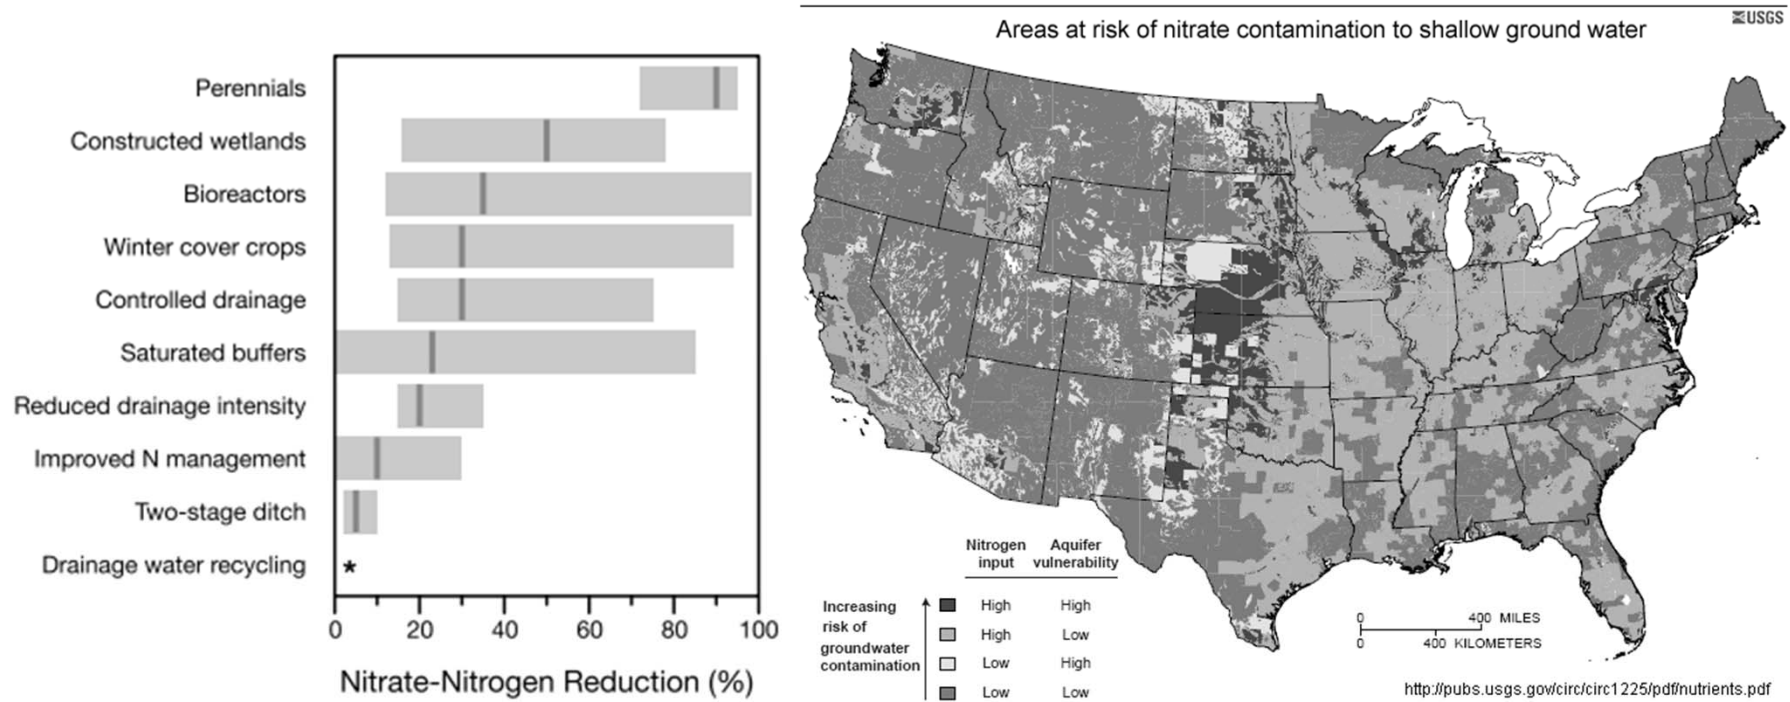 Perennials
Constructed wetlands
Bioreactors
Winter cover crops
Controlled drainage
Saturated buffers
Reduced drainage intensity
Improved N management
Two-stage ditch
Drainage water recycling *
0 20 40 60 80 100
Nitrate-Nitrogen Reduction (%)
USGS
Areas at risk of nitrate contamination to shallow ground water
Nitrogen input
Aquifer vulnerability
Increasing
risk of
groundwater
contamination
High High
High Low
Low High
Low Low
0 400 MILES
0 400 KILOMETERS
http://pubs.usgs.gov/circ/circ1225/pdf/nutrients.pdf